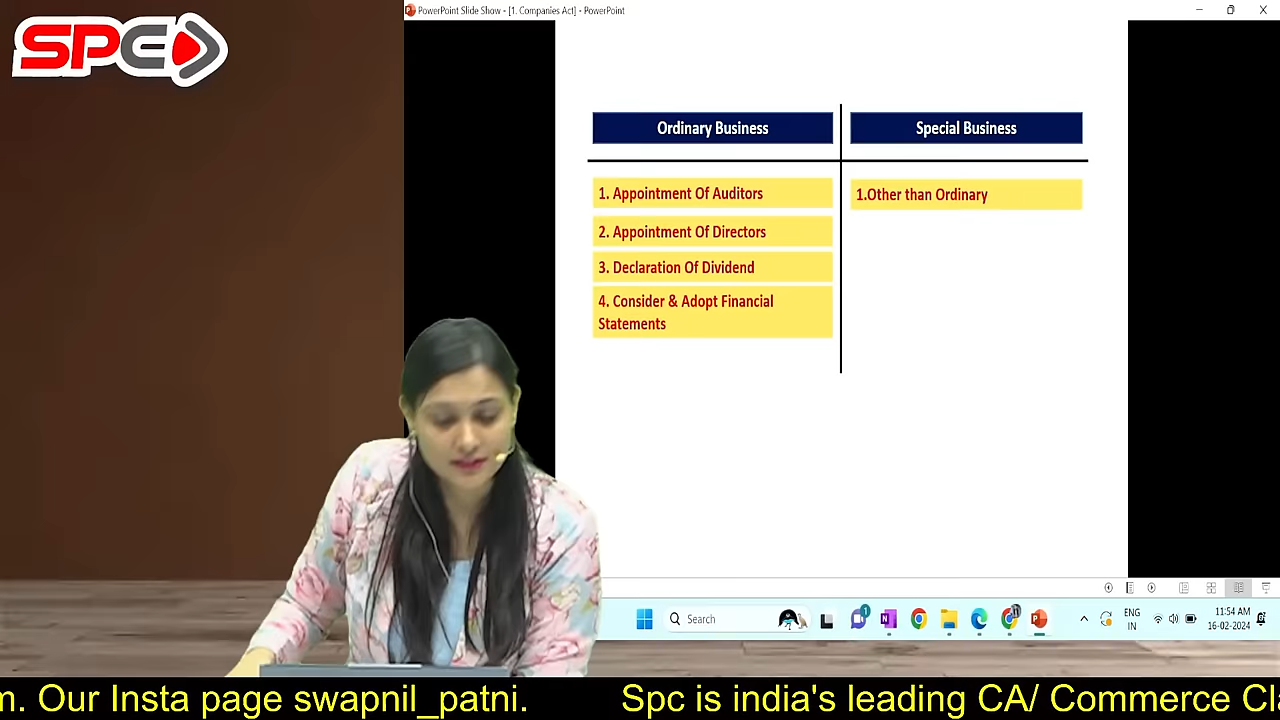 SPC
PowerPoint Slide Show - [1. Companies Act] - PowerPoint
Ordinary Business
Special Business
1. Appointment Of Auditors
1.Other than Ordinary
2. Appointment Of Directors
3. Declaration Of Dividend
4. Consider & Adopt Financial
Statements
Search
1
ENG
IN
11:54 AM
16-02-2024
m. Our Insta page swapnil_patni.
Spc is india's leading CA/ Commerce Cla